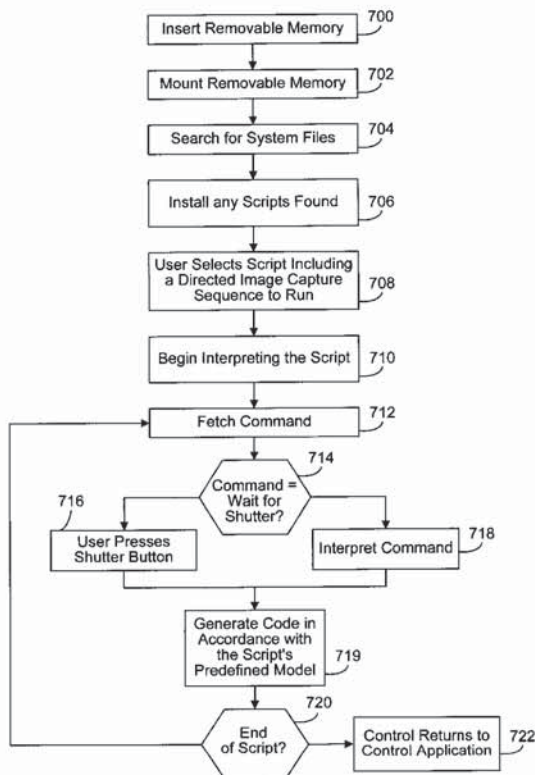 Insert Removable Memory
700
Mount Removable Memory
702
Search for System Files
704
Install any Scripts Found
706
User Selects Script Including
a Directed Image Capture
Sequence to Run
708
Begin Interpreting the Script
710
Fetch Command
712
714
Command =
Wait for
Shutter?
716
User Presses
Shutter Button
Interpret Command
718
Generate Code in
Accordance with
the Script's
Predefined Model
719
720
End
of Script?
Control Returns to
Control Application
722